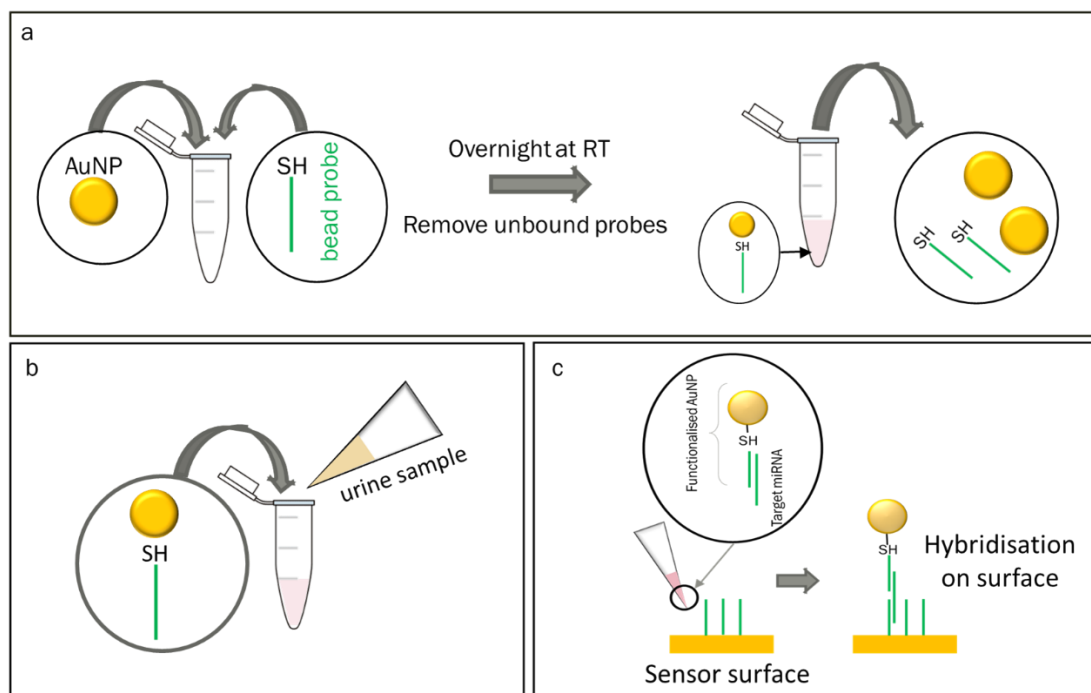 a
AuNP
SH
bead probe
Overnight at RT
Remove unbound probes
SH
SH
SH
b
SH
urine sample
c
Functionalised AuNP
SH
Target miRNA
Sensor surface
SH
Hybridisation
on surface